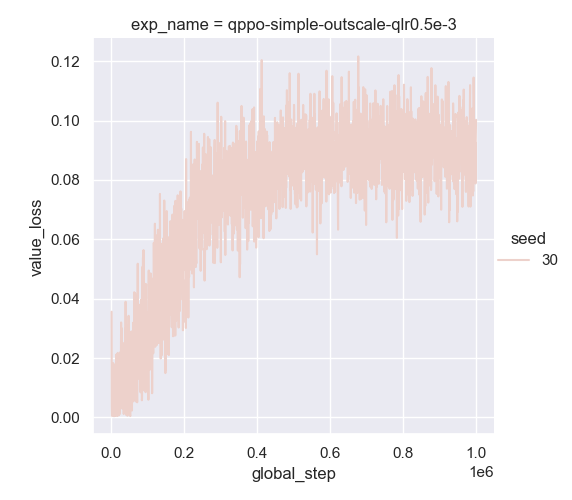 exp_name = qppo-simple-outscale-qlr0.5e-3
0.12
0.10
0.08
0.06
0.04
0.02
0.00
value_loss
seed
30
0.0 0.2 0.4 0.6 0.8 1.0
1e6
global_step